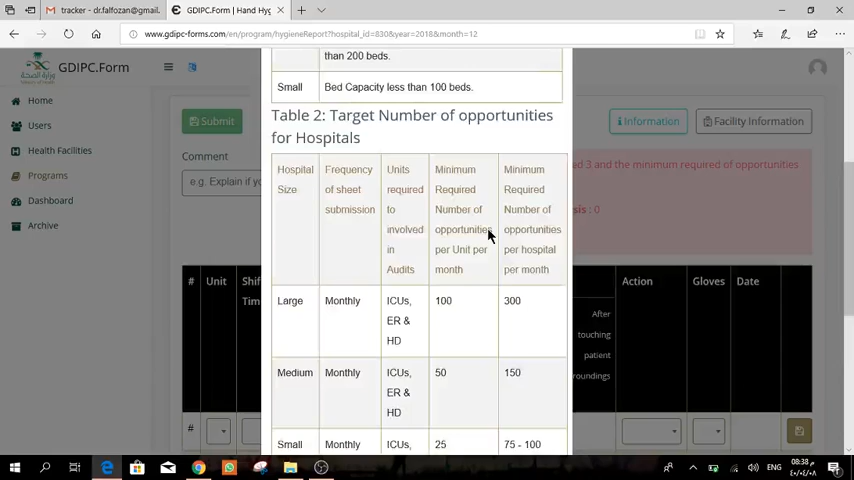 tracker - dr.falfozan@gmail.
GDIPC.Form | Hand Hyg
www.gdipc-forms.com/en/program/hygieneReport?hospital_id=830&year=2018&month=12
وزارة الصحة
GDIPC.Form
Home
Users
Health Facilities
Programs
Dashboard
Archive
Submit
Information
Facility Information
Comment
e.g. Explain if yo
ed 3 and the minimum required of opportunities
sis : 0
than 200 beds.
Small Bed Capacity less than 100 beds.
Table 2: Target Number of opportunities
for Hospitals
Hospital Size
Frequency of sheet submission
Units required to involved in Audits
Minimum Required Number of opportunities per Unit per month
Minimum Required Number of opportunities per hospital per month
Large Monthly ICUs, ER & HD 100 300
Medium Monthly ICUs, ER & HD 50 150
Small Monthly ICUs, 25 75 - 100
# Unit Shif Tim
After touching patient roundings
Action Gloves Date
#
ENG
08:38 م